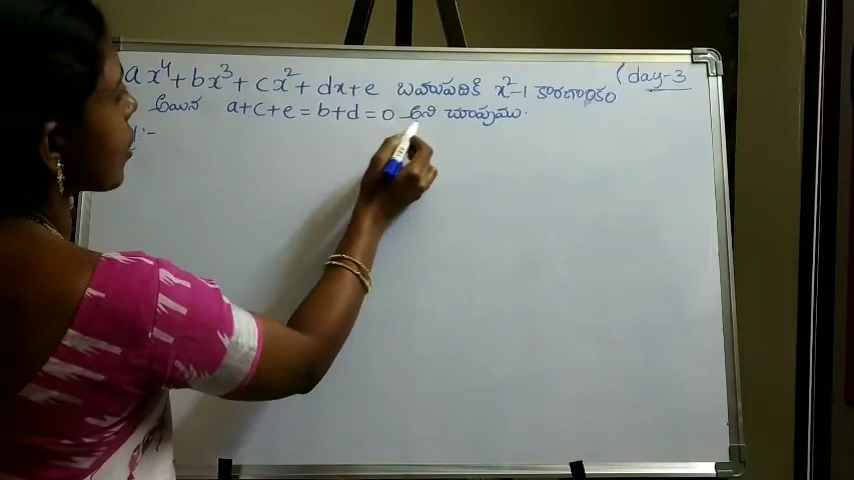 ax⁴+bx³+cx²+dx+e బహుపదికి x²-1 కారణాంకం (day-3
అయిన a+c+e=b+d=0 అని చూపుము.
:-